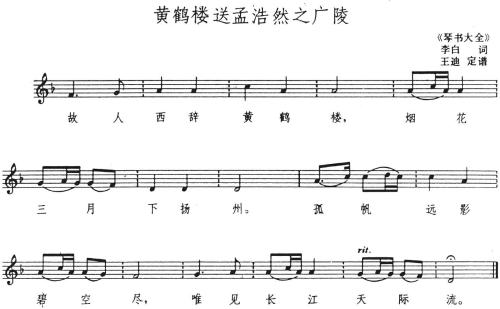 黄鹤楼送孟浩然之广陵
《琴书大全》
李白 词
王迪 定谱
故人西辞黄鹤楼，烟花
三月下扬州。孤帆远影
rit.
碧空尽，唯见长江天际流。